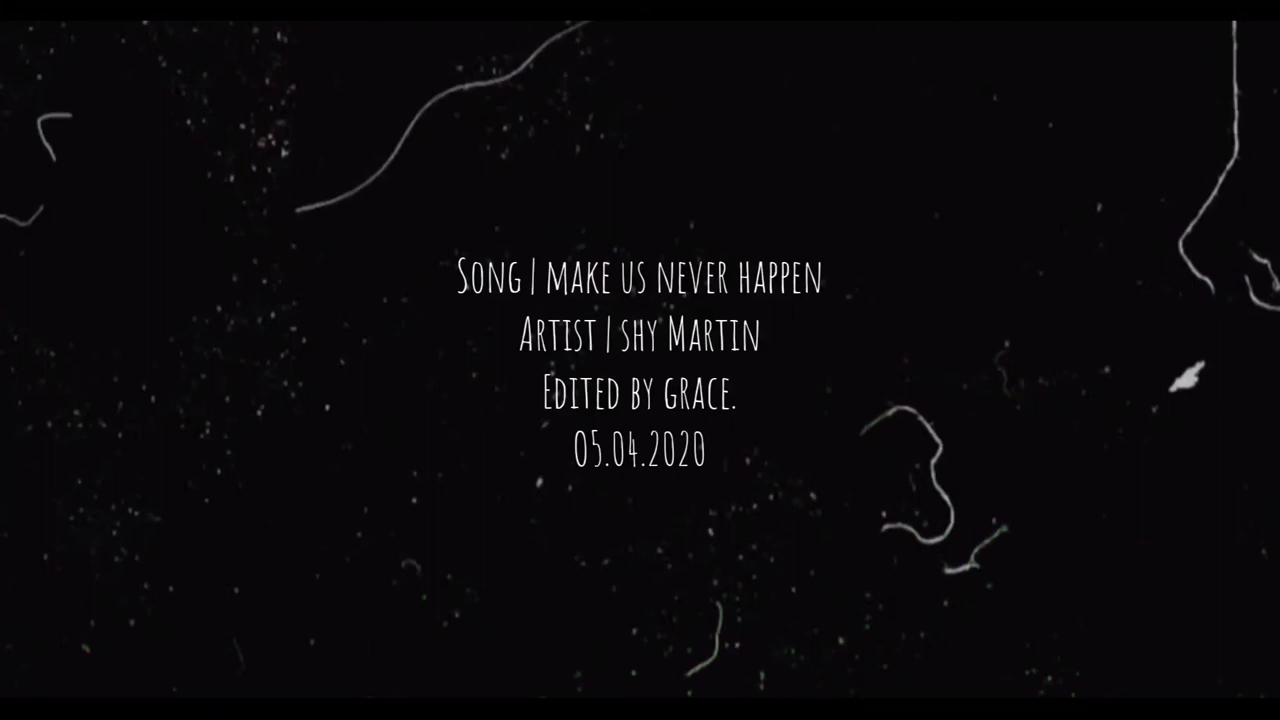 Song | make us never happen
Artist | shy Martin
Edited by grace.
05.04.2020